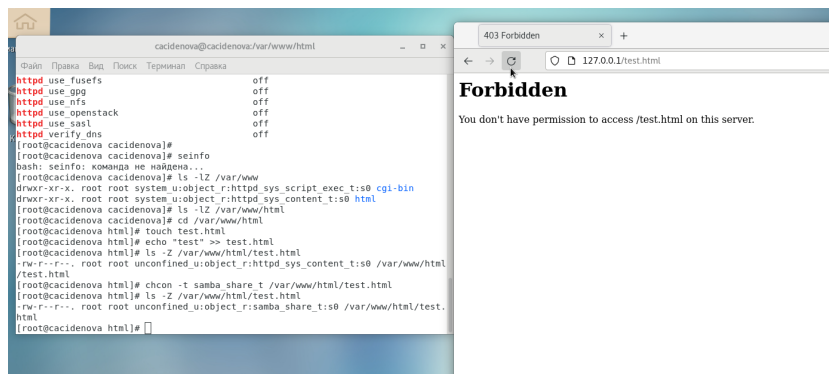 cacidenova@cacidenova:/var/www/html
Файл Правка Вид Поиск Терминал Справка
httpd_use_fusefs off
httpd_use_gpg off
httpd_use_nfs off
httpd_use_openstack off
httpd_use_sasl off
httpd_verify_dns off
[root@cacidenova cacidenova]#
[root@cacidenova cacidenova]# seinfo
bash: seinfo: команда не найдена...
[root@cacidenova cacidenova]# ls -lZ /var/www
drwxr-xr-x. root root system_u:object_r:httpd_sys_script_exec_t:s0 cgi-bin
drwxr-xr-x. root root system_u:object_r:httpd_sys_content_t:s0 html
[root@cacidenova cacidenova]# ls -lZ /var/www/html
[root@cacidenova cacidenova]# cd /var/www/html
[root@cacidenova html]# touch test.html
[root@cacidenova html]# echo "test" >> test.html
[root@cacidenova html]# ls -Z /var/www/html/test.html
-rw-r--r--. root root unconfined_u:object_r:httpd_sys_content_t:s0 /var/www/html
/test.html
[root@cacidenova html]# chcon -t samba_share_t /var/www/html/test.html
[root@cacidenova html]# ls -Z /var/www/html/test.html
-rw-r--r--. root root unconfined_u:object_r:samba_share_t:s0 /var/www/html/test.
html
[root@cacidenova html]#
403 Forbidden
127.0.0.1/test.html
Forbidden
You don't have permission to access /test.html on this server.